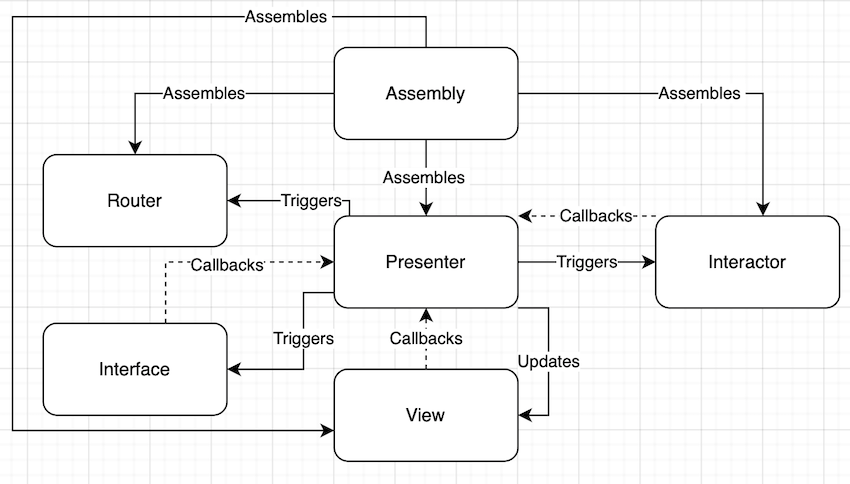 Assembles
Assembly
Assembles
Assembles
Assembles
Router
Triggers
Callbacks
Callbacks
Presenter
Triggers
Interactor
Triggers
Callbacks
Updates
Interface
View